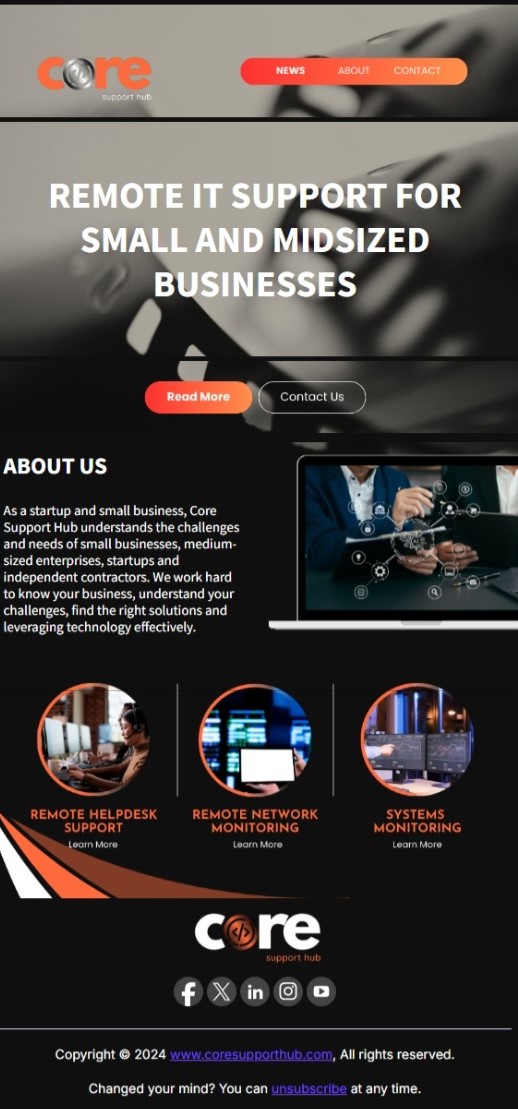 core
support hub
NEWS ABOUT CONTACT
REMOTE IT SUPPORT FOR
SMALL AND MIDSIZED
BUSINESSES
Read More Contact Us
ABOUT US
As a startup and small business, Core
Support Hub understands the challenges
and needs of small businesses, medium-
sized enterprises, startups and
independent contractors. We work hard
to know your business, understand your
challenges, find the right solutions and
leveraging technology effectively.
REMOTE HELPDESK
SUPPORT
Learn More
REMOTE NETWORK
MONITORING
Learn More
SYSTEMS
MONITORING
Learn More
core
support hub
Copyright © 2024 www.coresupporthub.com, All rights reserved.
Changed your mind? You can unsubscribe at any time.